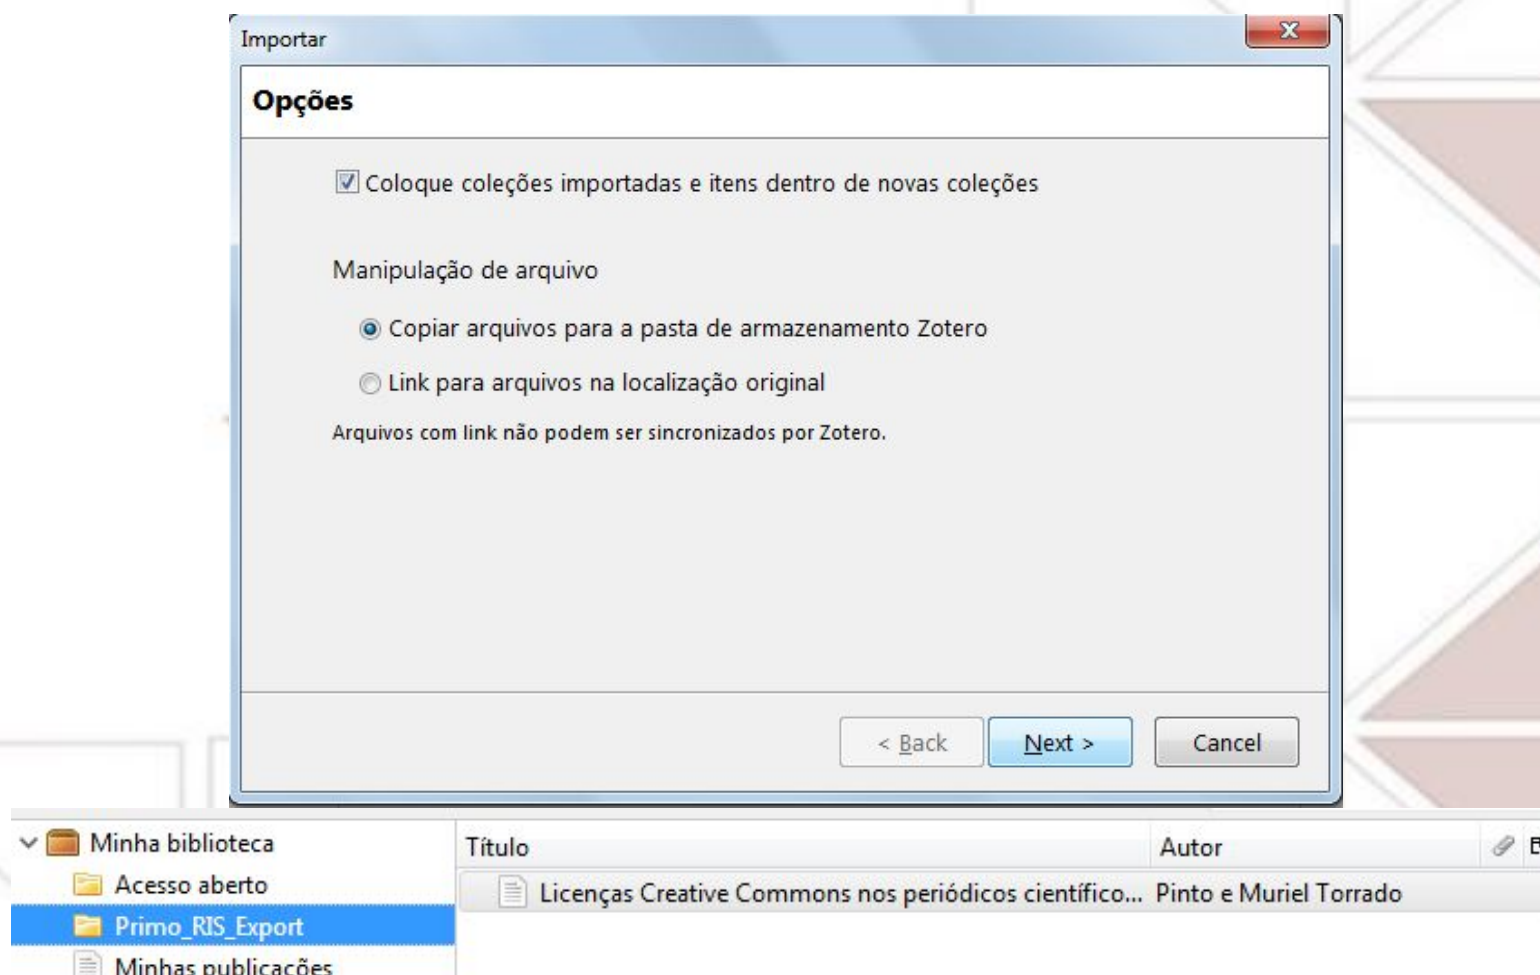 Importar
x
Opções
Coloque coleções importadas e itens dentro de novas coleções
Manipulação de arquivo
Copiar arquivos para a pasta de armazenamento Zotero
Link para arquivos na localização original
Arquivos com link não podem ser sincronizados por Zotero.
< Back Next > Cancel
Minha biblioteca Título Autor
Acesso aberto Licenças Creative Commons nos periódicos científico... Pinto e Muriel Torrado
Primo_RIS_Export
Minhas publicações